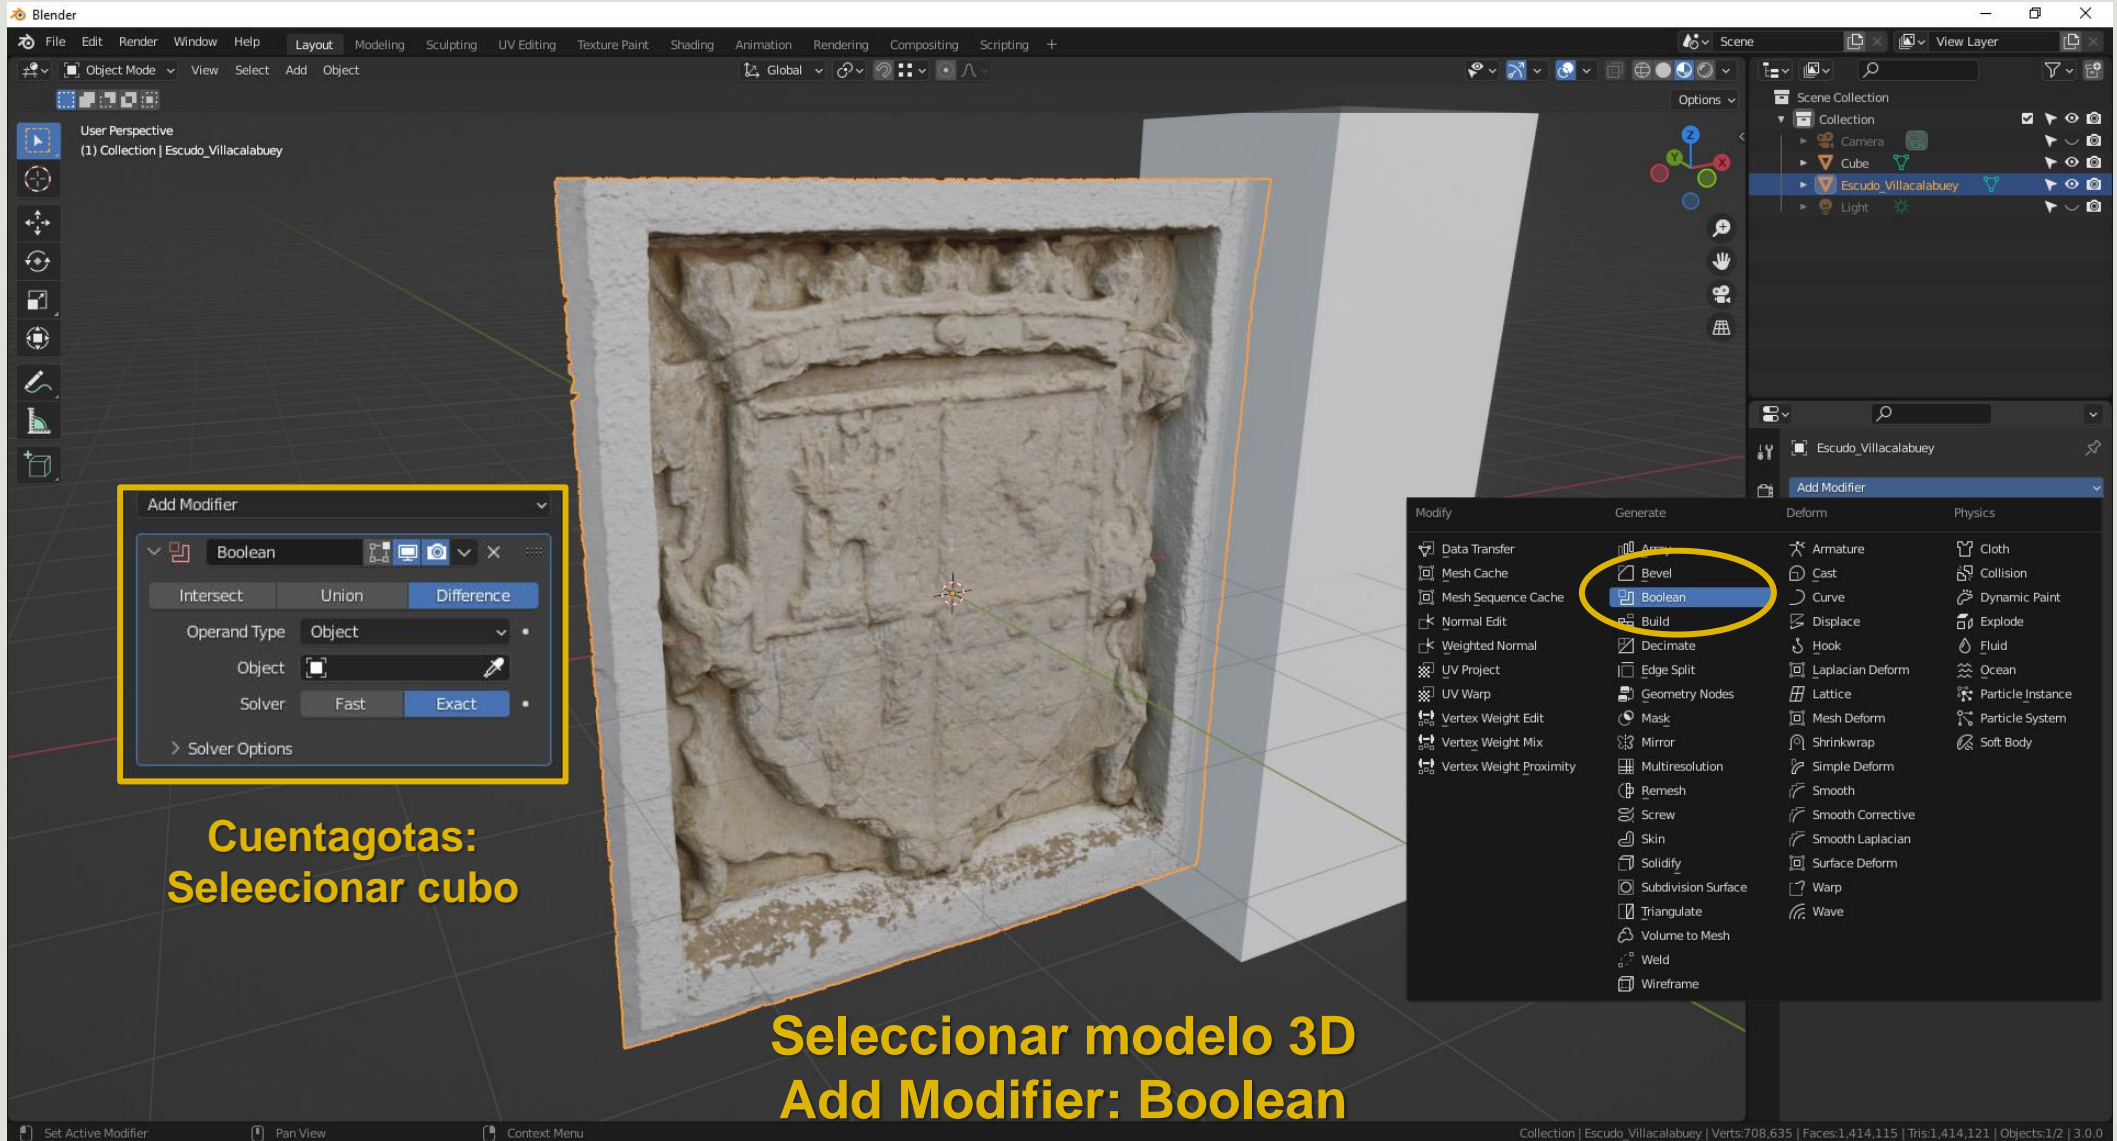 Blender
File Edit Render Window Help Layout Modeling Sculpting UV Editing Texture Paint Shading Animation Rendering Compositing Scripting + Scene View Layer
Object Mode View Select Add Object Global
Options
User Perspective
(1) Collection | Escudo_Villacalabuey
Z
Y
X
Scene Collection
Collection
Camera
Cube
Escudo_Villacalabuey
Light
Escudo_Villacalabuey
Add Modifier
Modify Generate Deform Physics
Data Transfer Array Armature Cloth
Mesh Cache Bevel Cast Collision
Mesh Sequence Cache Boolean Curve Dynamic Paint
Normal Edit Build Displace Explode
Weighted Normal Decimate Hook Fluid
UV Project Edge Split Laplacian Deform Ocean
UV Warp Geometry Nodes Lattice Particle Instance
Vertex Weight Edit Mask Mesh Deform Particle System
Vertex Weight Mix Mirror Shrinkwrap Soft Body
Vertex Weight Proximity Multiresolution Simple Deform
Remesh Smooth
Screw Smooth Corrective
Skin Smooth Laplacian
Solidify Surface Deform
Subdivision Surface Warp
Triangulate Wave
Volume to Mesh
Weld
Wireframe
Add Modifier
Boolean
Intersect Union Difference
Operand Type Object
Object
Solver Fast Exact
Solver Options
Cuentagotas:
Seleecionar cubo
Seleccionar modelo 3D
Add Modifier: Boolean
Set Active Modifier Pan View Context Menu Collection | Escudo_Villacalabuey | Verts:708,635 | Faces:1,414,115 | Tris:1,414,121 | Objects:1/2 | 3.0.0